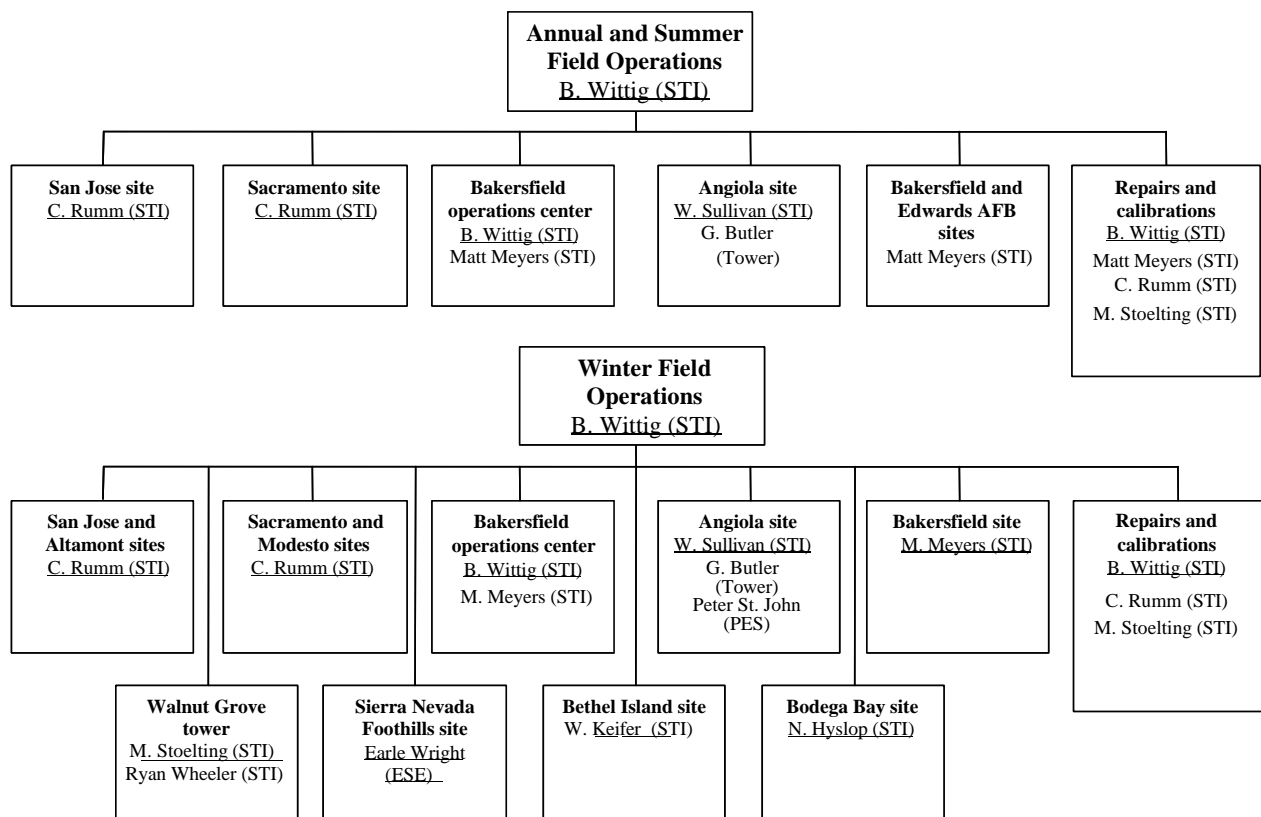 Annual and Summer
Field Operations
B. Wittig (STI)
San Jose site
C. Rumm (STI)
Sacramento site
C. Rumm (STI)
Bakersfield
operations center
B. Wittig (STI)
Matt Meyers (STI)
Angiola site
W. Sullivan (STI)
G. Butler
(Tower)
Bakersfield and
Edwards AFB
sites
Matt Meyers (STI)
Repairs and
calibrations
B. Wittig (STI)
Matt Meyers (STI)
C. Rumm (STI)
M. Stoelting (STI)
Winter Field
Operations
B. Wittig (STI)
San Jose and
Altamont sites
C. Rumm (STI)
Sacramento and
Modesto sites
C. Rumm (STI)
Bakersfield
operations center
B. Wittig (STI)
M. Meyers (STI)
Angiola site
W. Sullivan (STI)
G. Butler
(Tower)
Peter St. John
(PES)
Bakersfield site
M. Meyers (STI)
Repairs and
calibrations
B. Wittig (STI)
C. Rumm (STI)
M. Stoelting (STI)
Walnut Grove
tower
M. Stoelting (STI)
Ryan Wheeler (STI)
Sierra Nevada
Foothills site
Earle Wright
(ESE)
Bethel Island site
W. Keifer (STI)
Bodega Bay site
N. Hyslop (STI)